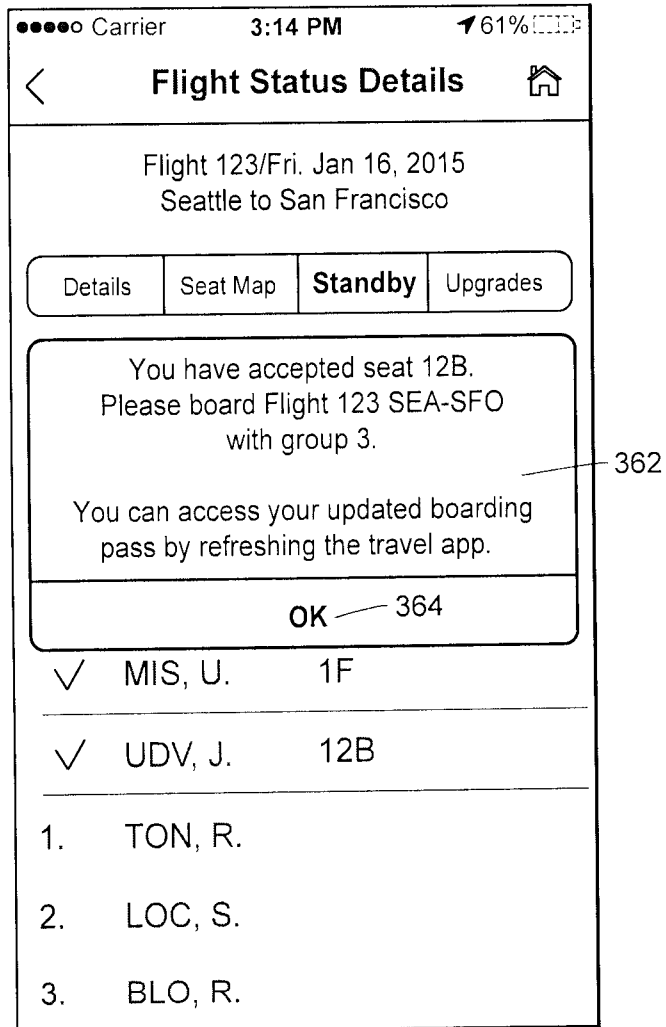 Carrier 3:14 PM 61%
Flight Status Details
Flight 123/Fri. Jan 16, 2015
Seattle to San Francisco
Details Seat Map Standby Upgrades
You have accepted seat 12B.
Please board Flight 123 SEA-SFO
with group 3.
362
You can access your updated boarding
pass by refreshing the travel app.
OK 364
MIS, U. 1F
UDV, J. 12B
1. TON, R.
2. LOC, S.
3. BLO, R.